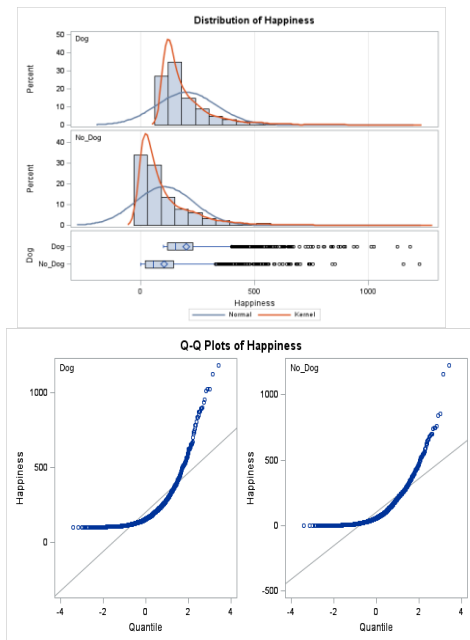 Distribution of Happiness
Dog
50
40
30
20
10
0
Percent
No_Dog
40
30
20
10
0
Percent
Dog
Dog
No_Dog
0 500 1000
Happiness
Normal Kernel
Q-Q Plots of Happiness
Dog
1000
500
0
Happiness
-4 -2 0 2 4
Quantile
No_Dog
1000
500
0
-500
Happiness
-4 -2 0 2 4
Quantile